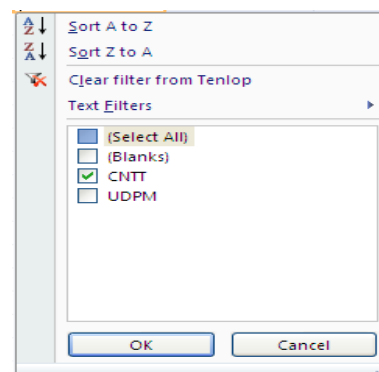 Sort A to Z
Sort Z to A
Clear filter from Tenlop
Text Filters
(Select All)
(Blanks)
CNTT
UDPM
OK Cancel